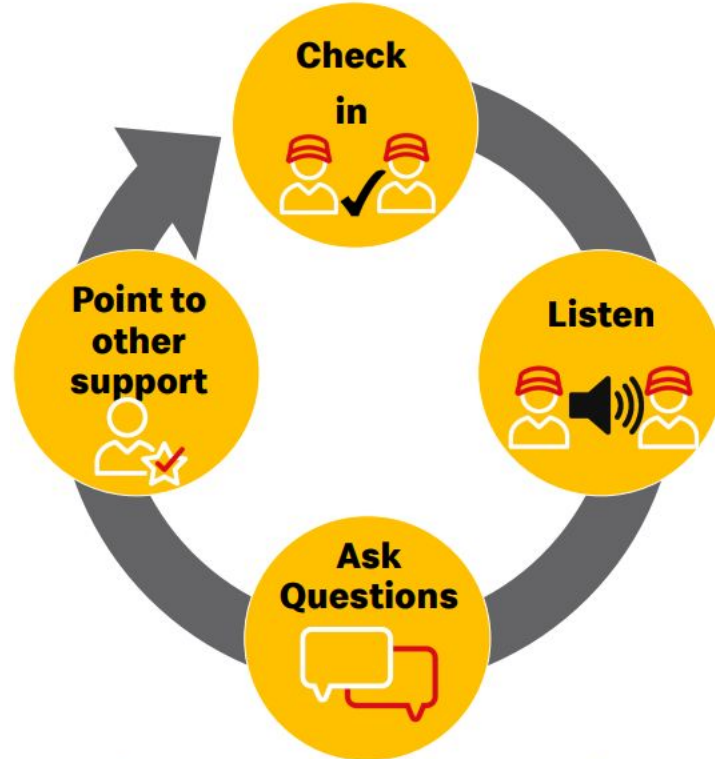 Check
in
Listen
Ask
Questions
Point to
other
support